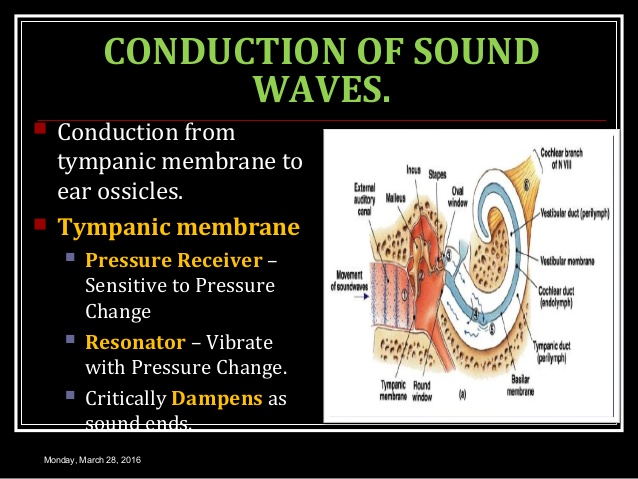 CONDUCTION OF SOUND
WAVES.
Conduction from
tympanic membrane to
ear ossicles.
Tympanic membrane
Pressure Receiver –
Sensitive to Pressure
Change
Resonator – Vibrate
with Pressure Change.
Critically Dampens as
sound ends.
External
auditory
canal
Malleus
Incus
Stapes
Oval
window
Cochlear branch
of N VIII
Vestibular duct (perilymph)
Vestibular membrane
Cochlear duct
(endolymph)
Tympanic duct
(perilymph)
Basilar
membrane
Movement
of soundwaves
Tympanic
membrane
Round
window
(a)
1
2
3
Monday, March 28, 2016